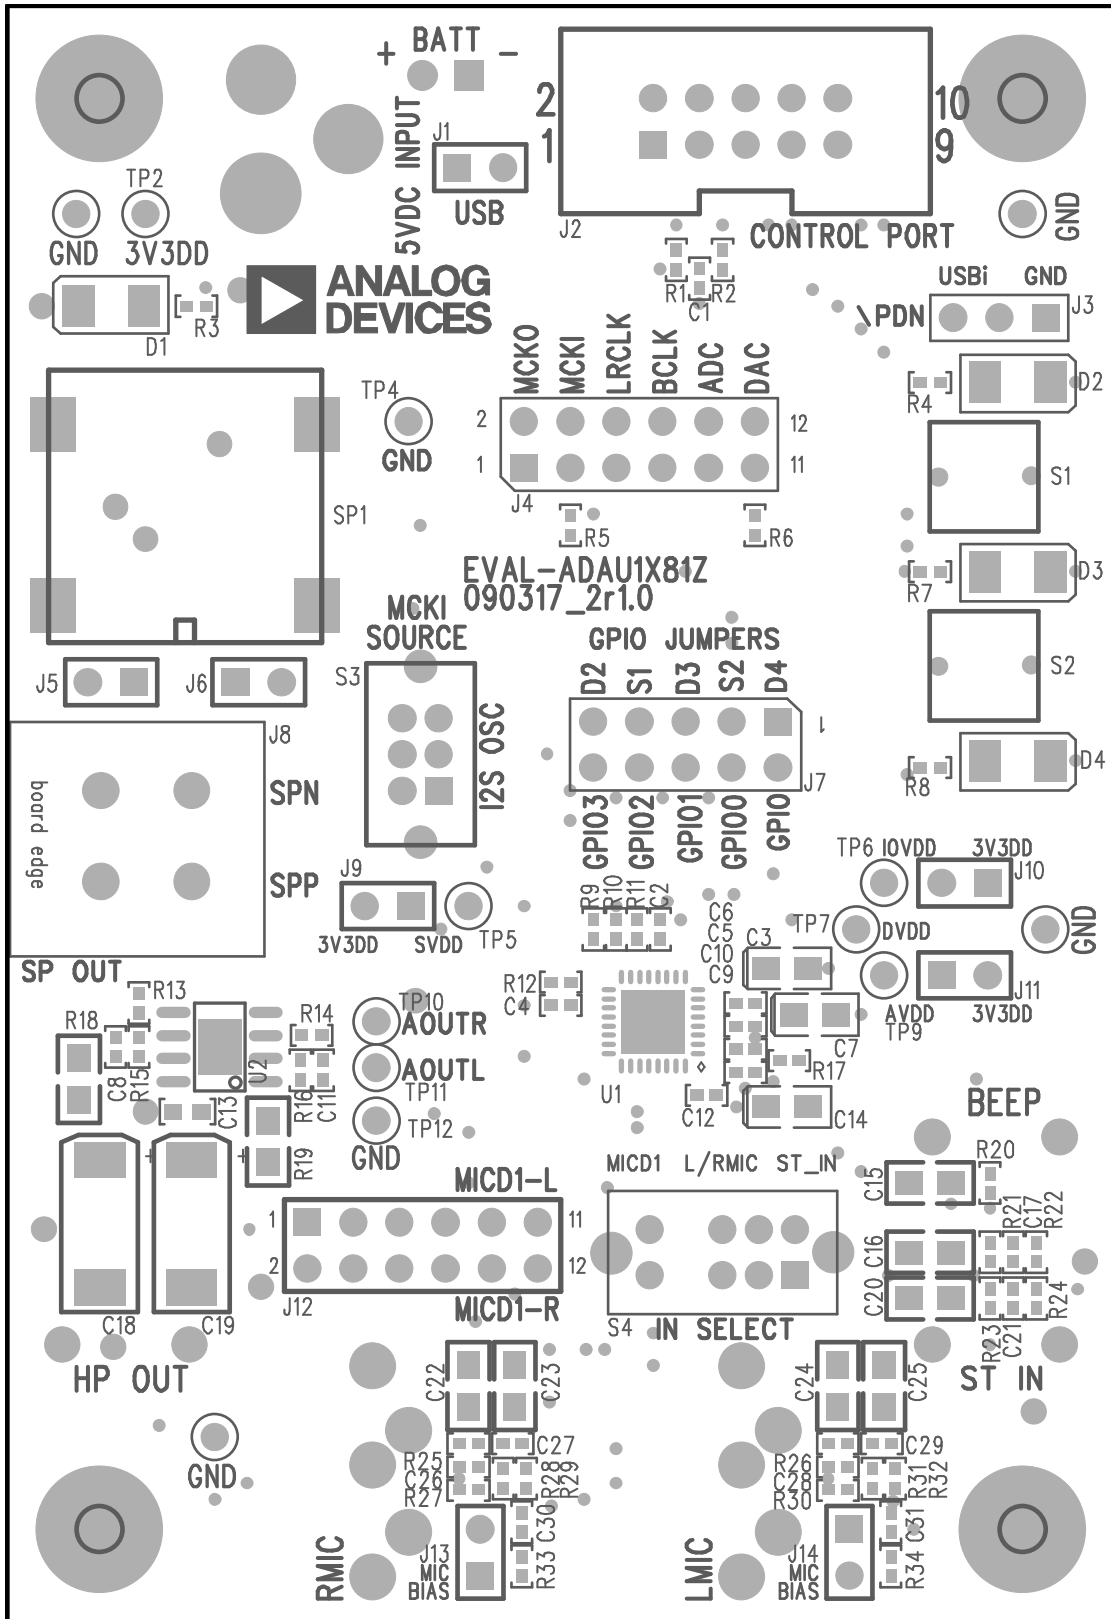 + BATT -
5VDC INPUT
J1
USB
2
1
10
9
J2
CONTROL PORT
TP2
GND
3V3DD
GND
ANALOG
DEVICES
R3
D1
R1
R2
C1
USBi
GND
\PDN
J3
MCKO
MCKI
LRCLK
BCLK
ADC
DAC
D2
R4
TP4
GND
2
1
12
11
J4
S1
SP1
R5
R6
EVAL-ADAU1X81Z
090317_2r1.0
D3
R7
MCKI
SOURCE
GPIO JUMPERS
S3
D2
S1
D3
S2
D4
S2
J5
J6
J8
I2S OSC
1
J7
D4
R8
board edge
SPN
SPP
GPIO3
GPIO2
GPIO1
GPIO0
GPIO
J9
3V3DD
SVDD
TP5
TP6
IOVDD
3V3DD
J10
R9
R10
R11
C2
C6
C5
C10
C9
C3
TP7
DVDD
GND
SP OUT
R13
R12
C4
J11
AVDD
3V3DD
TP9
R18
R14
TP10
AOUTR
AOUTL
TP11
C8
R15
U2
C13
R16
C11
R19
TP12
GND
U1
C12
R17
C7
C14
BEEP
MICD1
L/RMIC
ST_IN
C15
R20
MICD1-L
1
11
2
12
J12
MICD1-R
C16
C20
R21
C17
R22
R23
C21
R24
+
+
C18
C19
S4
IN SELECT
HP OUT
ST IN
C22
C23
C24
C25
GND
C27
R25
C26
R27
R28
R29
C29
R26
C28
R30
R31
R32
RMIC
J13
MIC
BIAS
C30
R33
LMIC
J14
MIC
BIAS
C31
R34